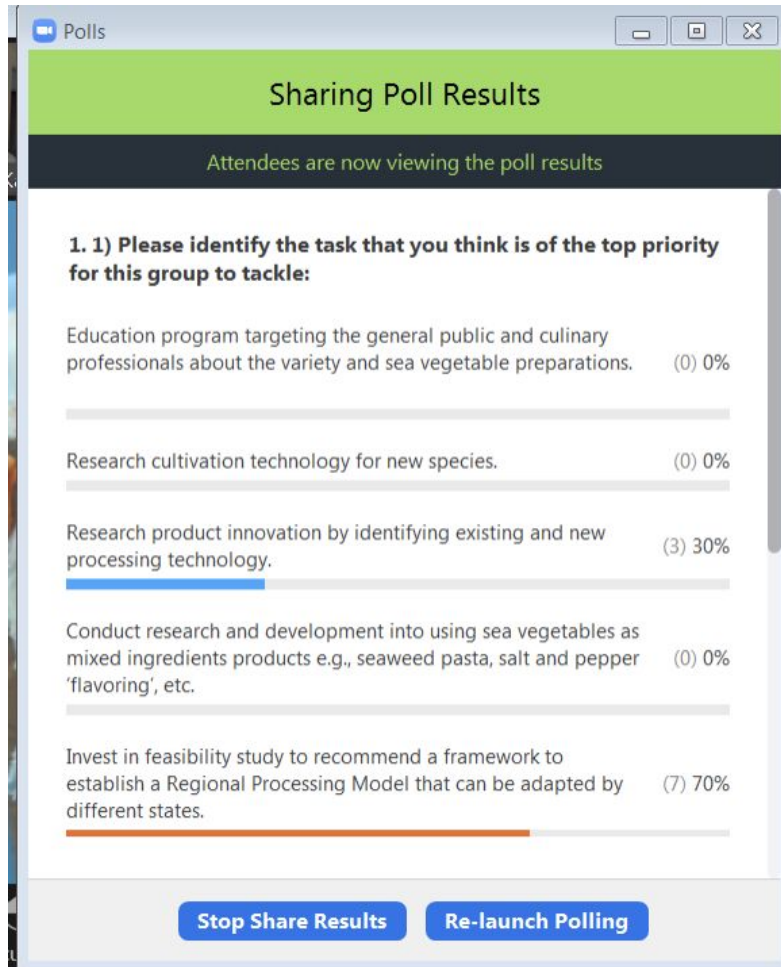 Polls
Sharing Poll Results
Attendees are now viewing the poll results
1. 1) Please identify the task that you think is of the top priority
for this group to tackle:
Education program targeting the general public and culinary
professionals about the variety and sea vegetable preparations. (0) 0%
Research cultivation technology for new species. (0) 0%
Research product innovation by identifying existing and new
processing technology. (3) 30%
Conduct research and development into using sea vegetables as
mixed ingredients products e.g., seaweed pasta, salt and pepper (0) 0%
‘flavoring’, etc.
Invest in feasibility study to recommend a framework to
establish a Regional Processing Model that can be adapted by (7) 70%
different states.
Stop Share Results Re-launch Polling